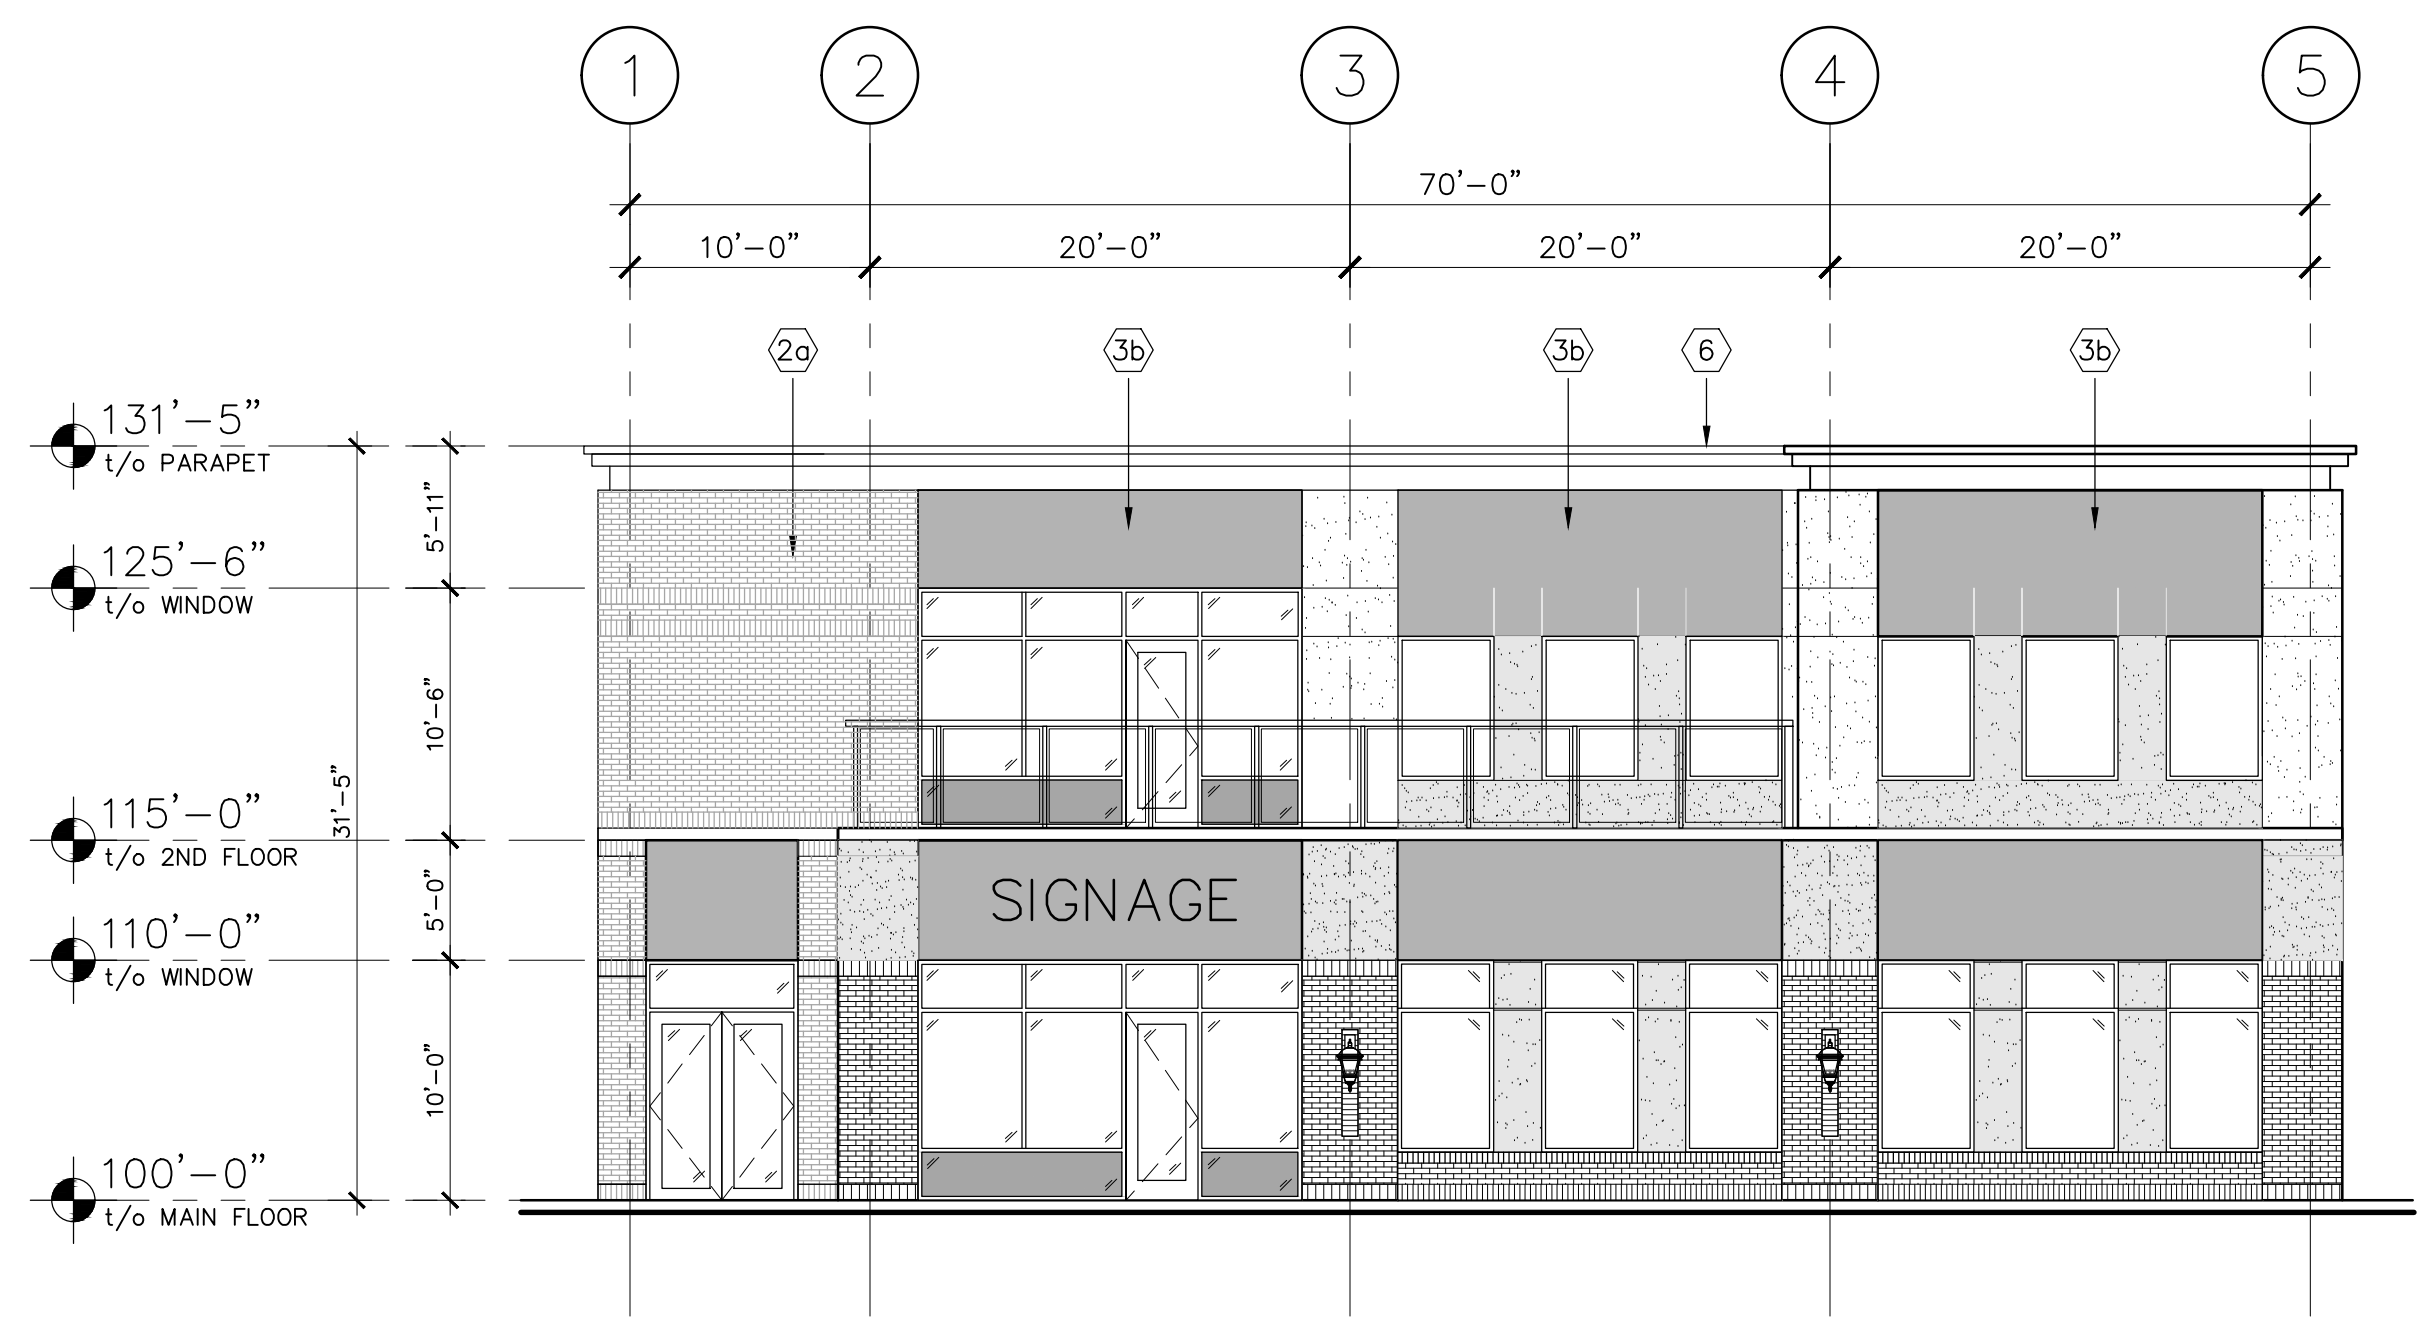 1 2 3 4 5
70'-0"
10'-0" 20'-0" 20'-0" 20'-0"
2a 3b 3b 6 3b
131'-5"
t/o PARAPET
5'-11"
125'-6"
t/o WINDOW
10'-6"
31'-5"
115'-0"
t/o 2ND FLOOR
5'-0"
SIGNAGE
110'-0"
t/o WINDOW
10'-0"
100'-0"
t/o MAIN FLOOR